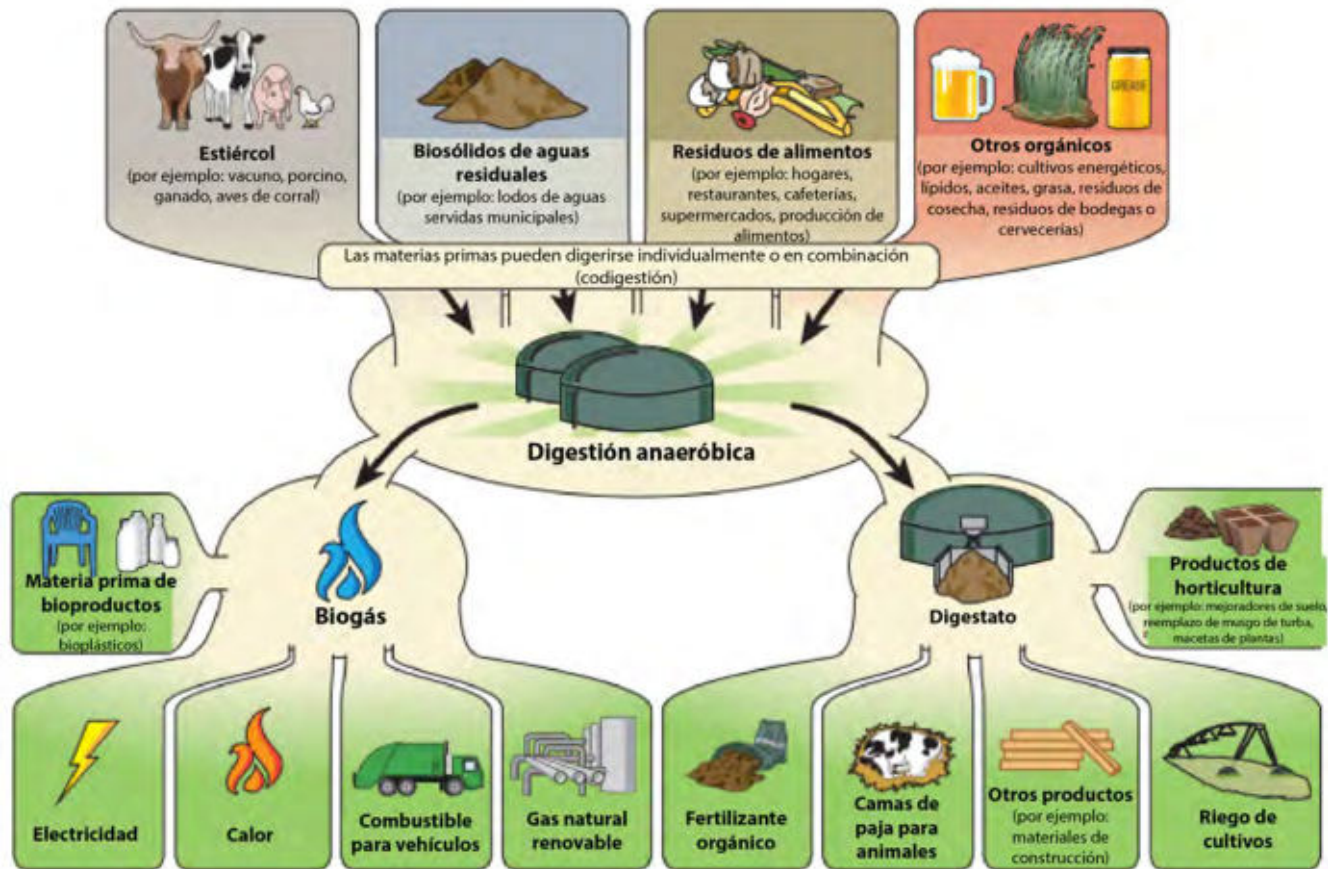 GREASE
Estiércol
(por ejemplo: vacuno, porcino,
ganado, aves de corral)
Biosólidos de aguas
residuales
(por ejemplo: lodos de aguas
servidas municipales)
Residuos de alimentos
(por ejemplo: hogares,
restaurantes, cafeterías,
supermercados, producción de
alimentos)
Otros orgánicos
(por ejemplo: cultivos energéticos,
lípidos, aceites, grasa, residuos de
cosecha, residuos de bodegas o
cervecerías)
Las materias primas pueden digerirse individualmente o en combinación
(codigestión)
Digestión anaeróbica
Materia prima de
bioproductos
(por ejemplo:
bioplásticos)
Biogás
Digestato
Productos de
horticultura
(por ejemplo: mejoradores de suelo,
reemplazo de musgo de turba,
macetas de plantas)
Electricidad
Calor
Combustible
para vehículos
Gas natural
renovable
Fertilizante
orgánico
Camas de
paja para
animales
Otros productos
(por ejemplo:
materiales de
construcción)
Riego de
cultivos